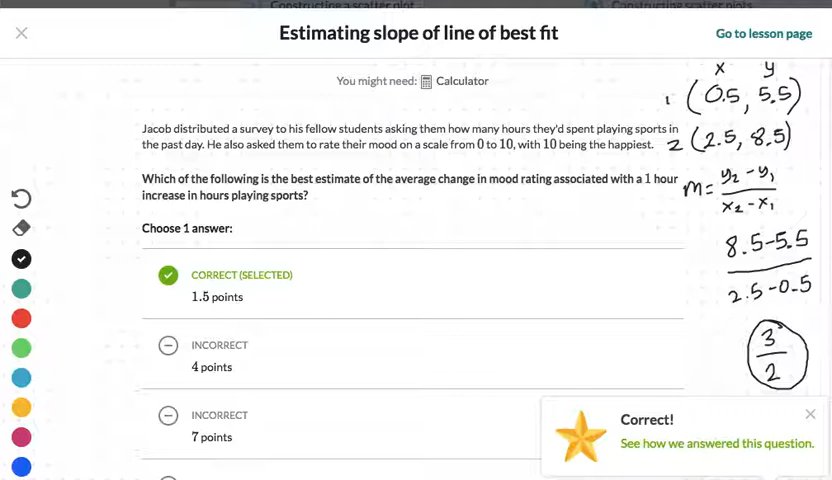 Constructing a scatter plot
Constructing scatter plots
Estimating slope of line of best fit
Go to lesson page
You might need: Calculator
Jacob distributed a survey to his fellow students asking them how many hours they'd spent playing sports in
the past day. He also asked them to rate their mood on a scale from 0 to 10, with 10 being the happiest.
Which of the following is the best estimate of the average change in mood rating associated with a 1 hour
increase in hours playing sports?
Choose 1 answer:
CORRECT (SELECTED)
1.5 points
INCORRECT
4 points
INCORRECT
7 points
x y
1 (0.5, 5.5)
2 (2.5, 8.5)
m = y₂ - y₁
x₂ - x₁
8.5 - 5.5
2.5 - 0.5
3
2
Correct!
See how we answered this question.